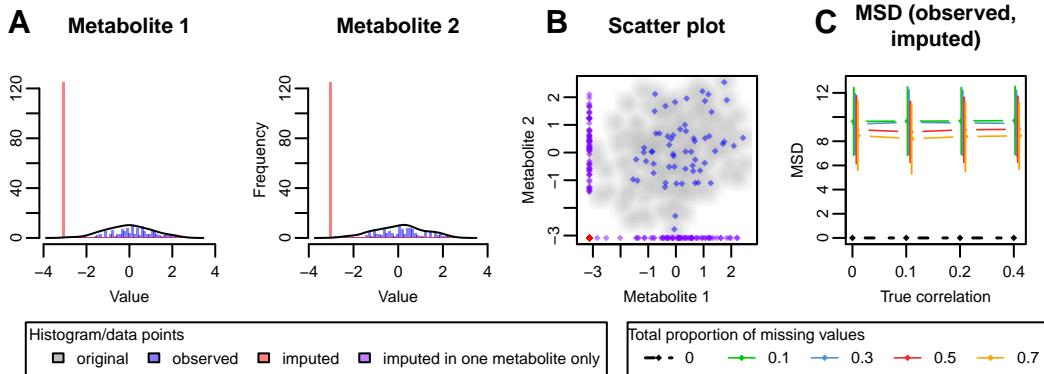 A
Metabolite 1
Metabolite 2
B
Scatter plot
C
MSD (observed,
imputed)
0
40
80
120
−4
−2
0
2
4
Value
Frequency
0
40
80
120
−4
−2
0
2
4
Value
Metabolite 2
−3
−1
0
1
2
−3
−1
0
1
2
Metabolite 1
MSD
0
2
4
6
8
12
0
0.1
0.2
0.4
True correlation
Histogram/data points
original
observed
imputed
imputed in one metabolite only
Total proportion of missing values
0
0.1
0.3
0.5
0.7